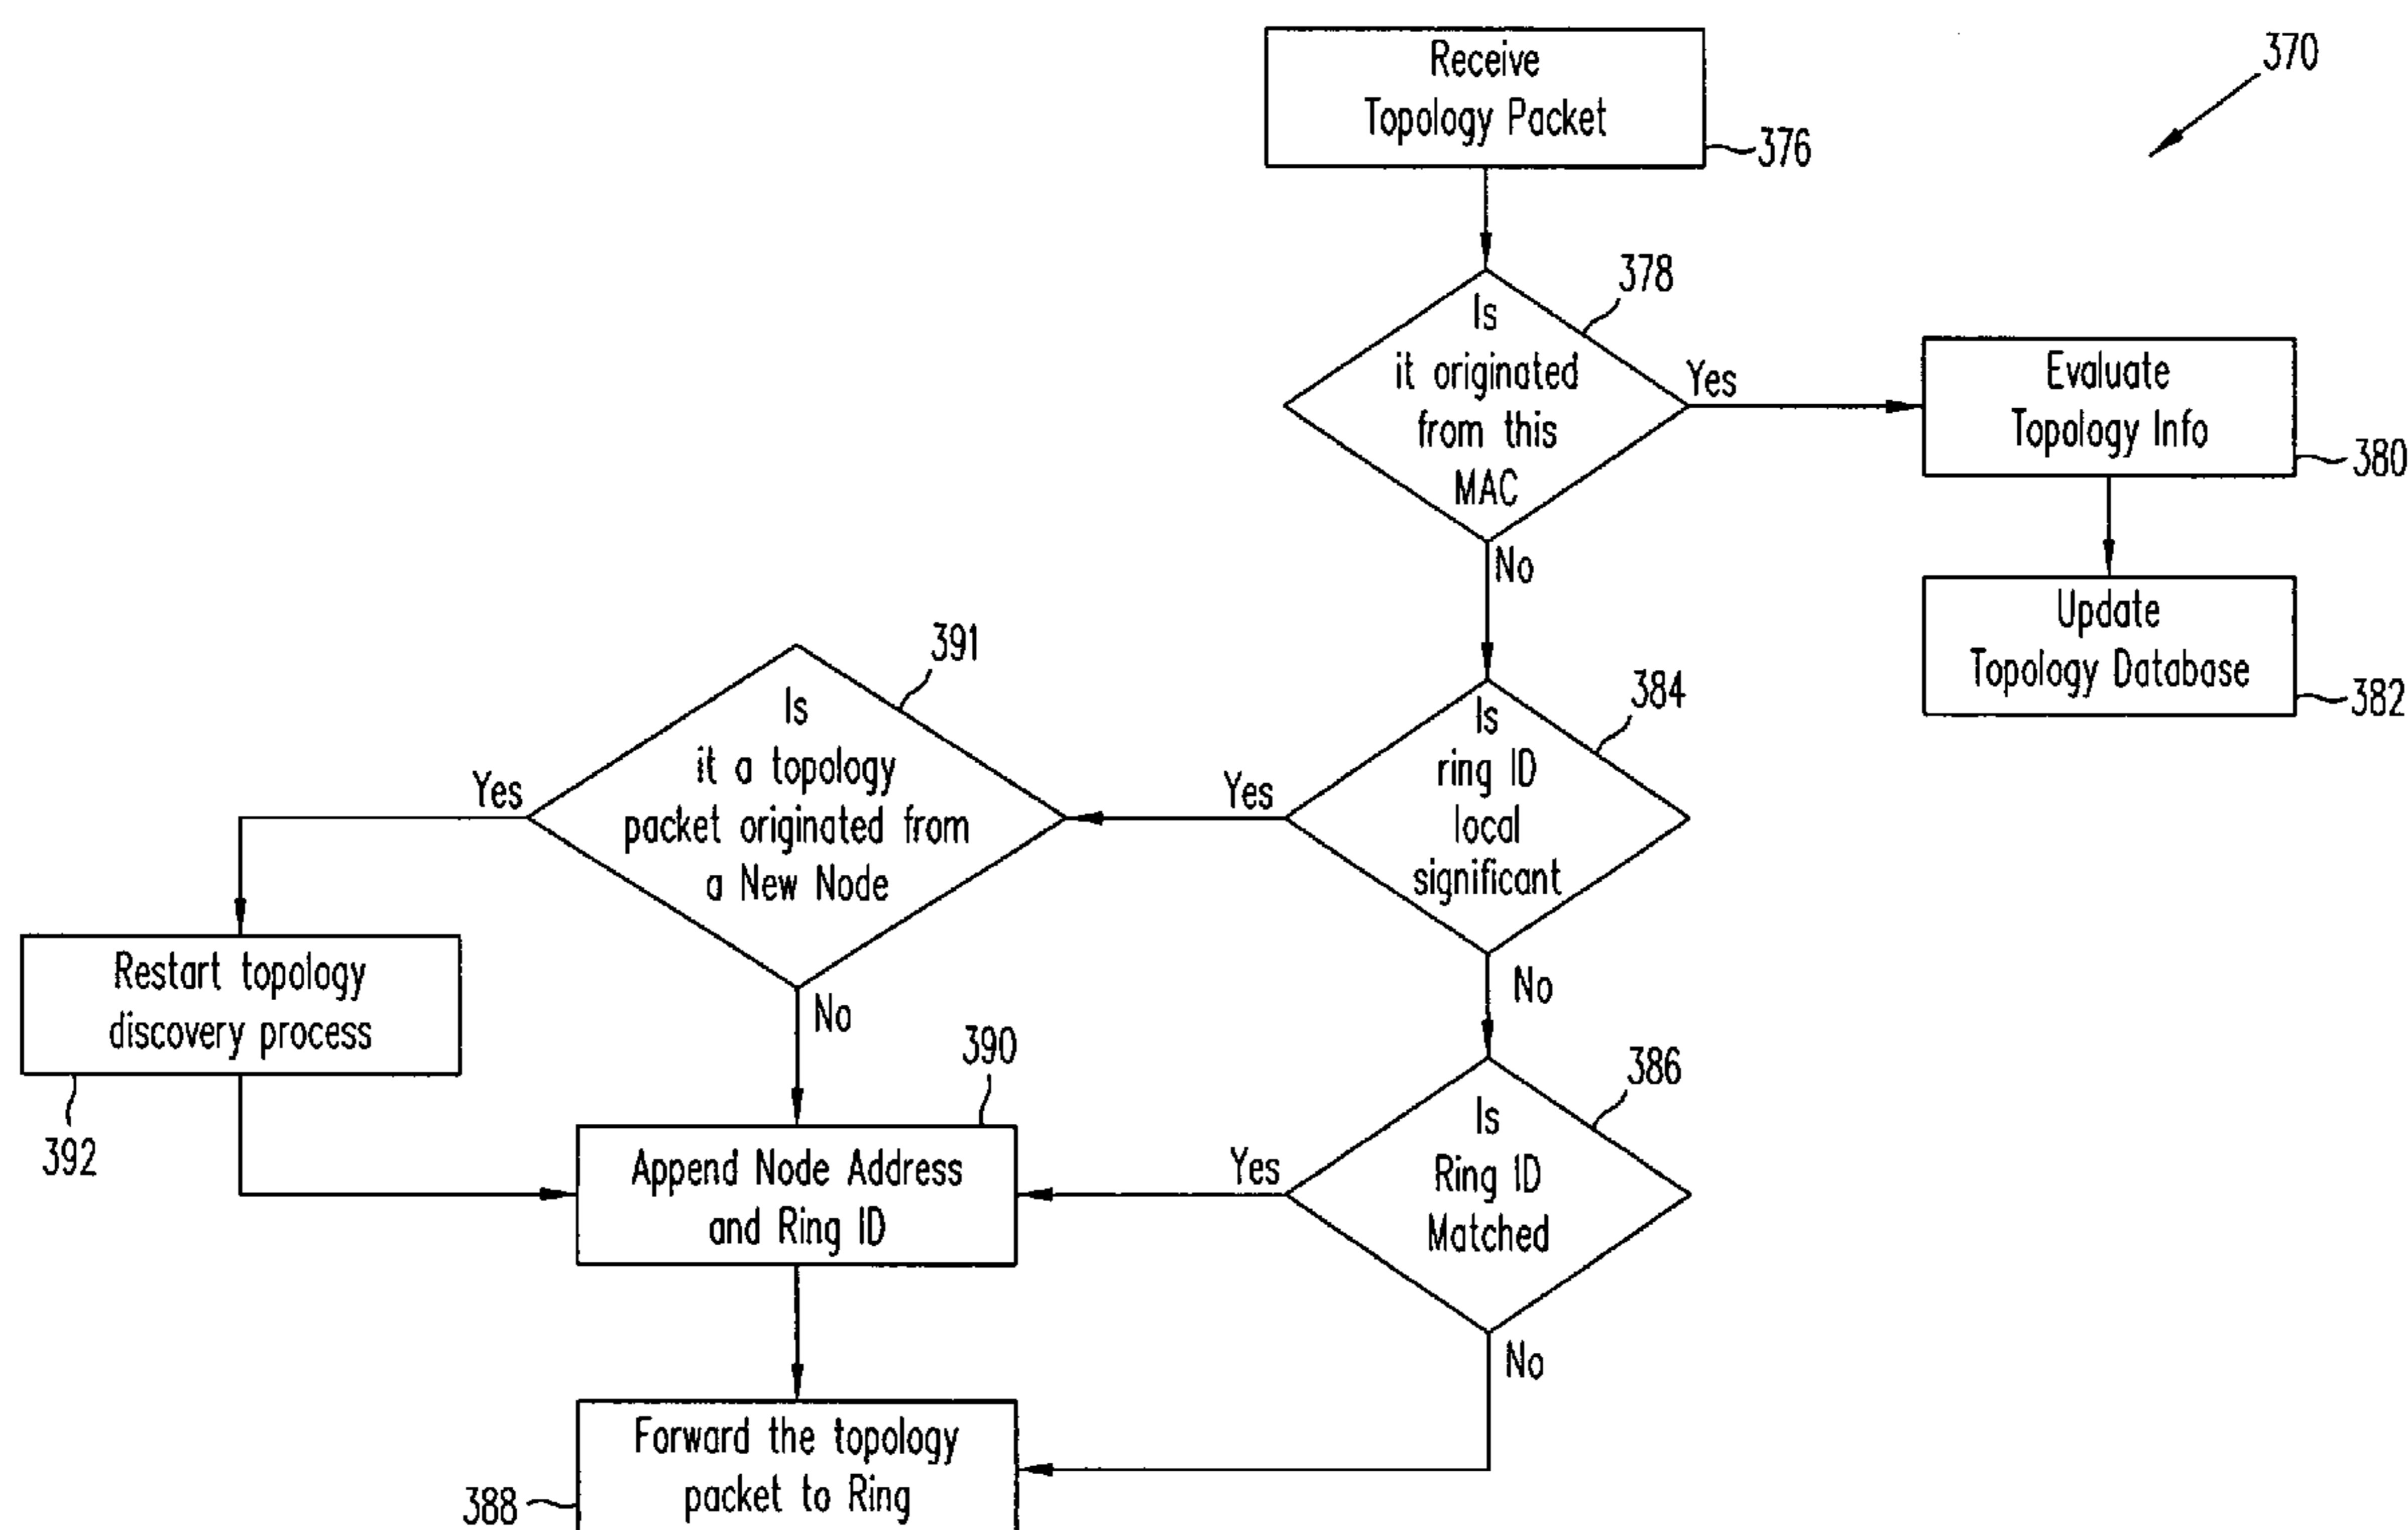 Receive
Topology Packet
376
370
Is
it originated
from this
MAC
378
Yes
No
Evaluate
Topology Info
380
Update
Topology Database
382
Is
ring ID
local
significant
384
Yes
No
Is
it a topology
packet originated from
a New Node
391
Yes
No
Restart topology
discovery process
392
Is
Ring ID
Matched
386
Yes
No
Append Node Address
and Ring ID
390
Forward the topology
packet to Ring
388